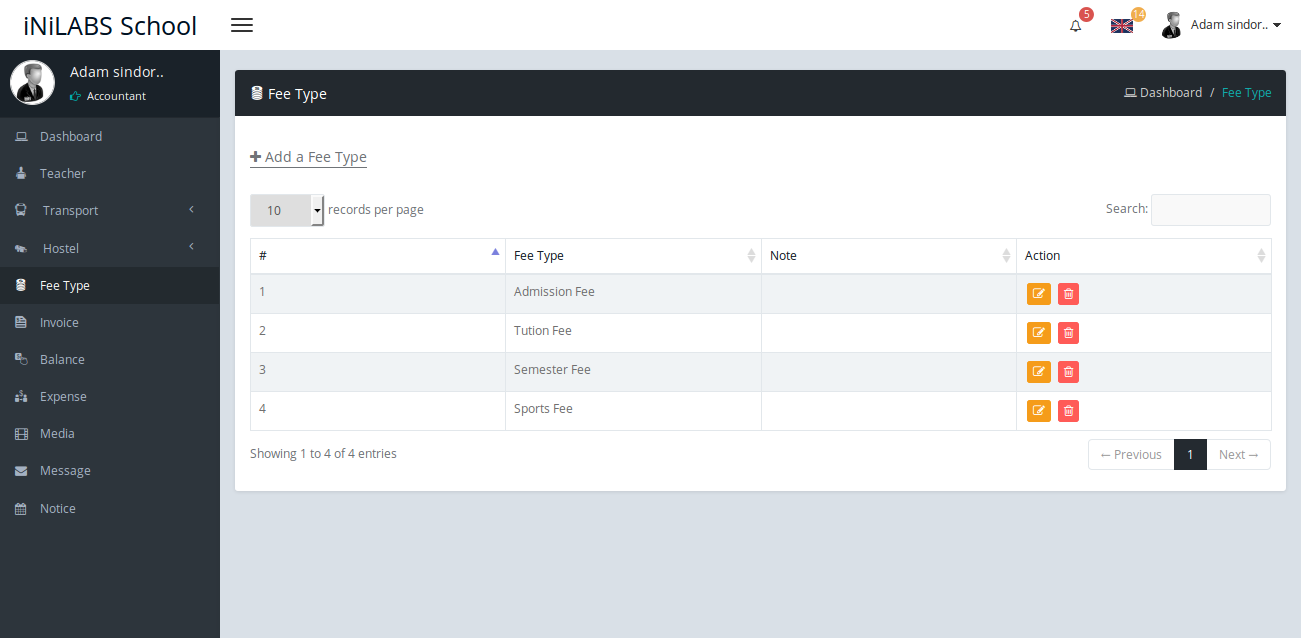 iNiLABS School
5
14
Adam sindor..
Adam sindor..
Accountant
Dashboard
Teacher
Transport
Hostel
Fee Type
Invoice
Balance
Expense
Media
Message
Notice
Fee Type
Dashboard / Fee Type
Add a Fee Type
10 records per page
Search:
# Fee Type Note Action
1 Admission Fee
2 Tution Fee
3 Semester Fee
4 Sports Fee
Showing 1 to 4 of 4 entries
← Previous 1 Next →